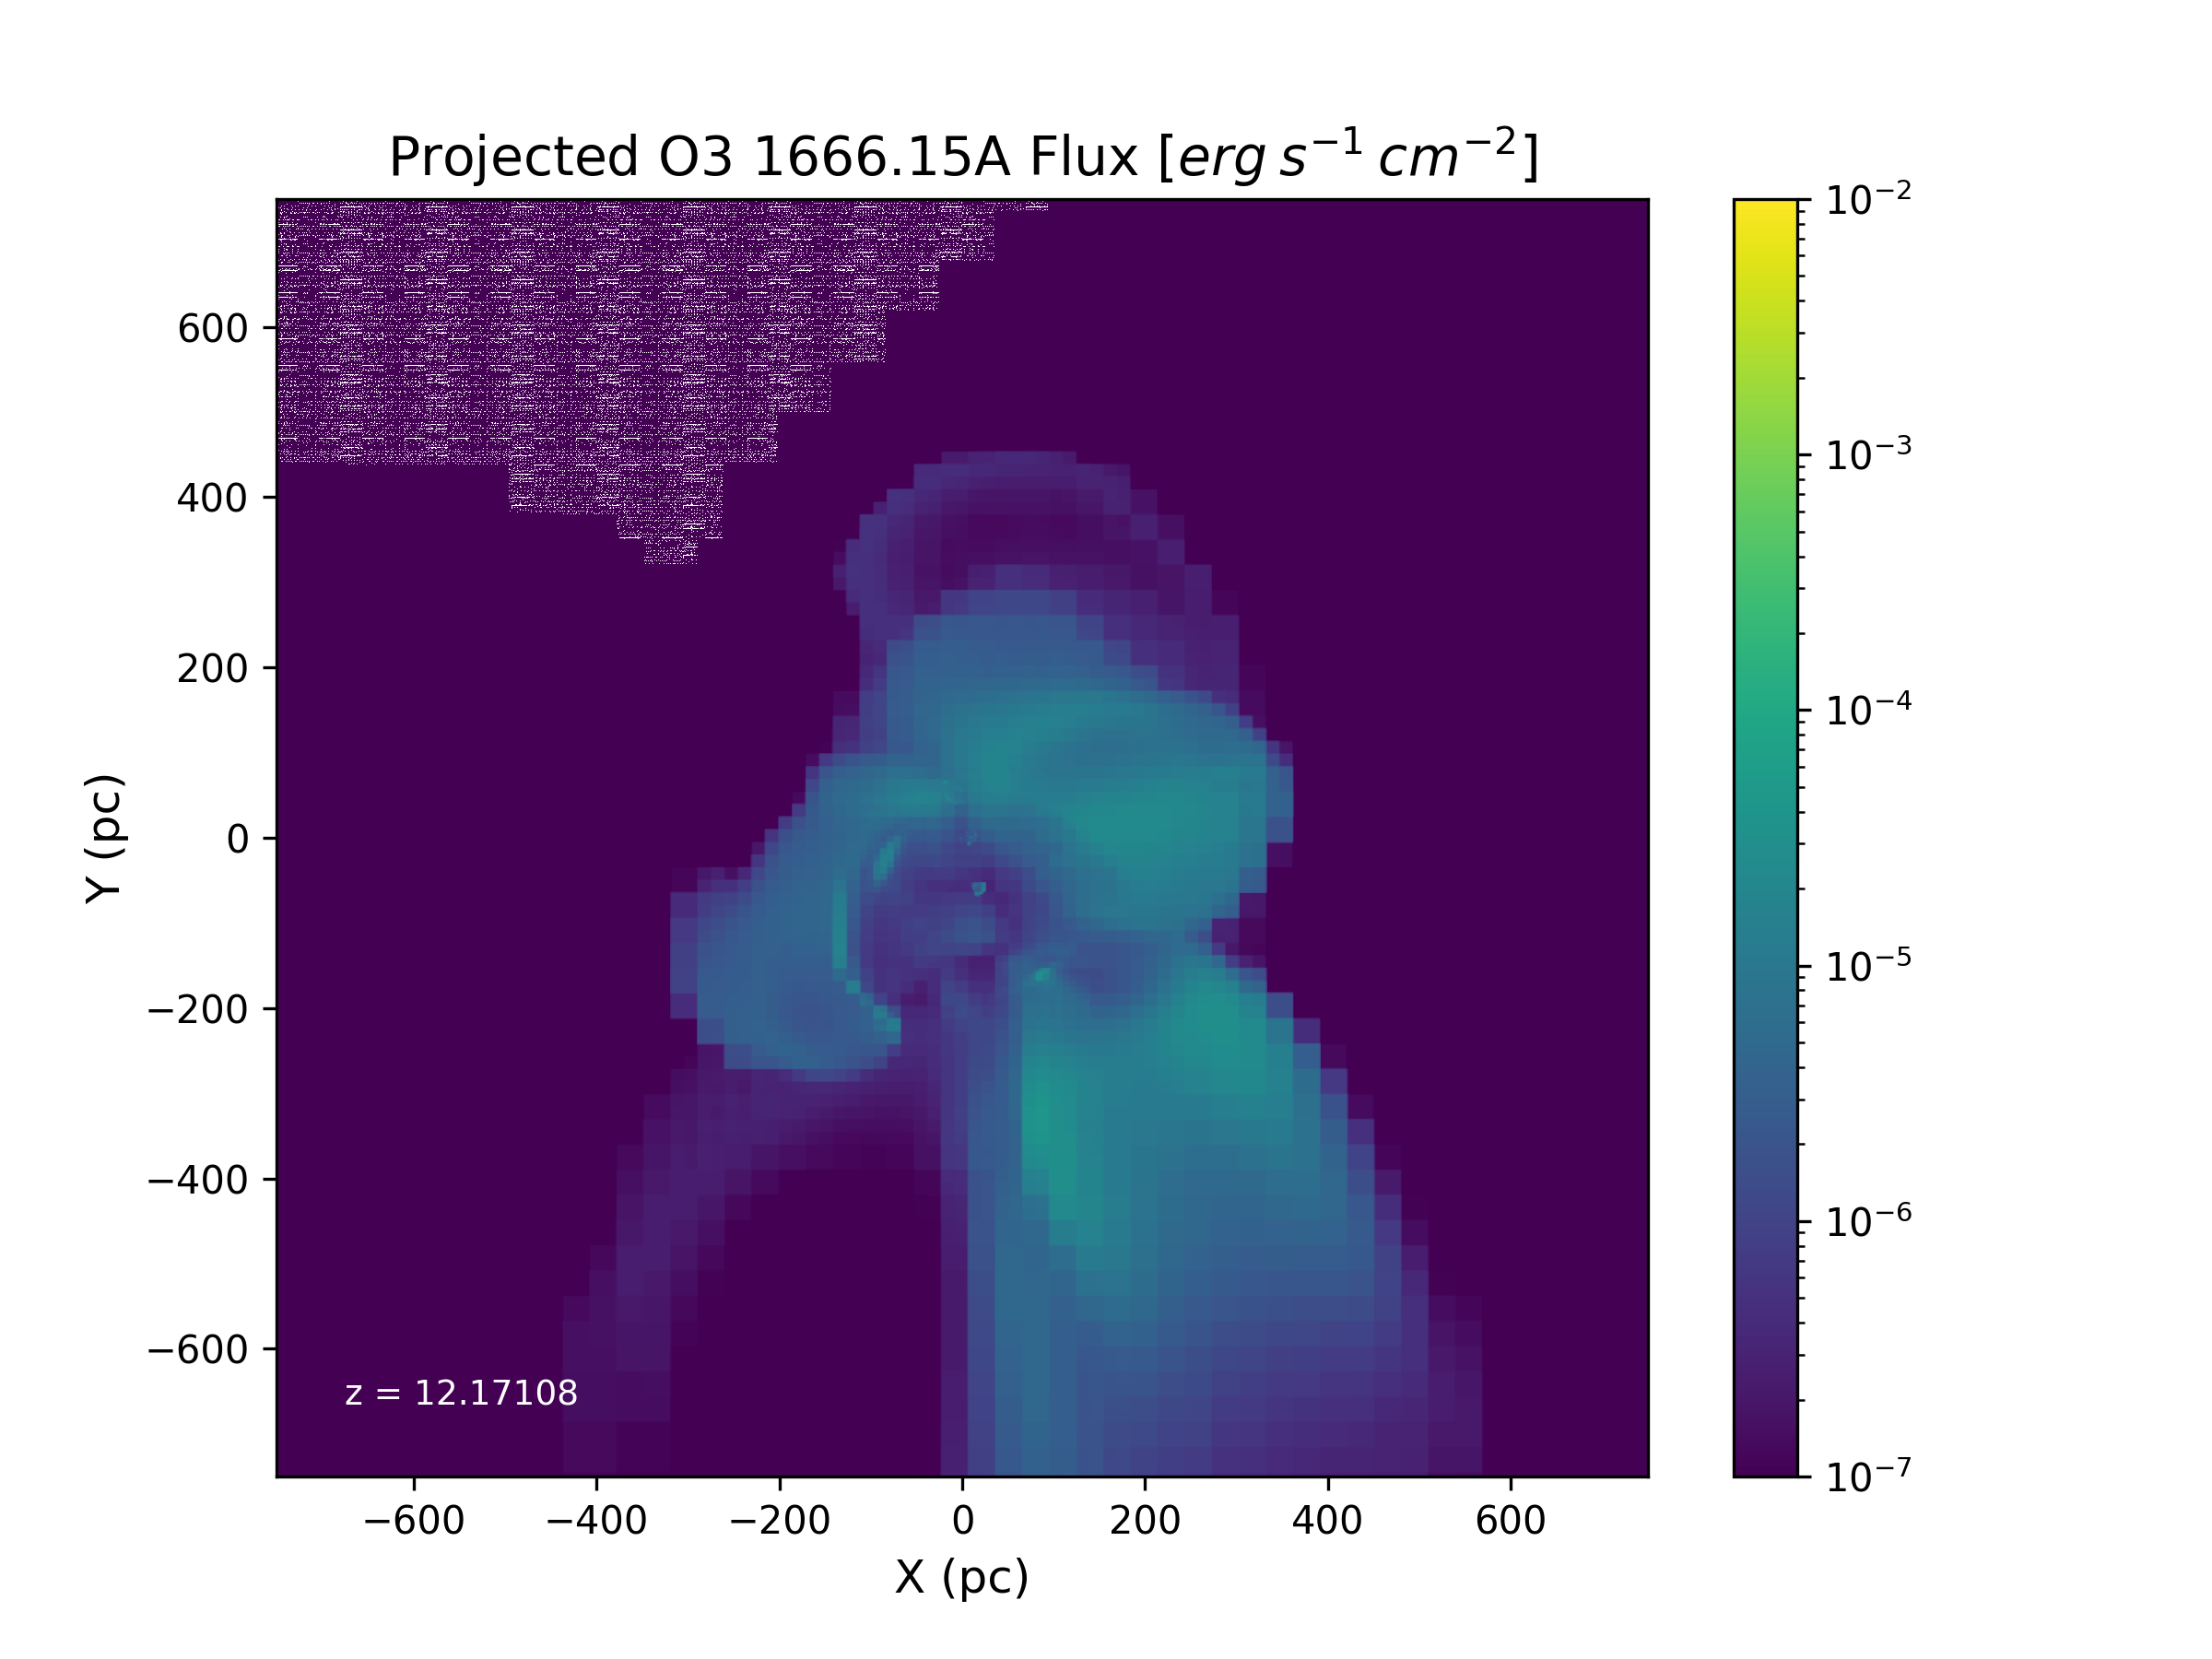 Projected O3 1666.15A Flux [erg s⁻¹ cm⁻²]
10⁻²
10⁻³
10⁻⁴
10⁻⁵
10⁻⁶
10⁻⁷
600
400
200
0
−200
−400
−600
Y (pc)
z = 12.17108
−600 −400 −200 0 200 400 600
X (pc)